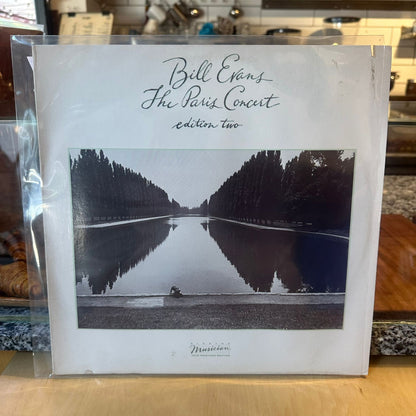 Bill Evans
The Paris Concert
edition two
Musician